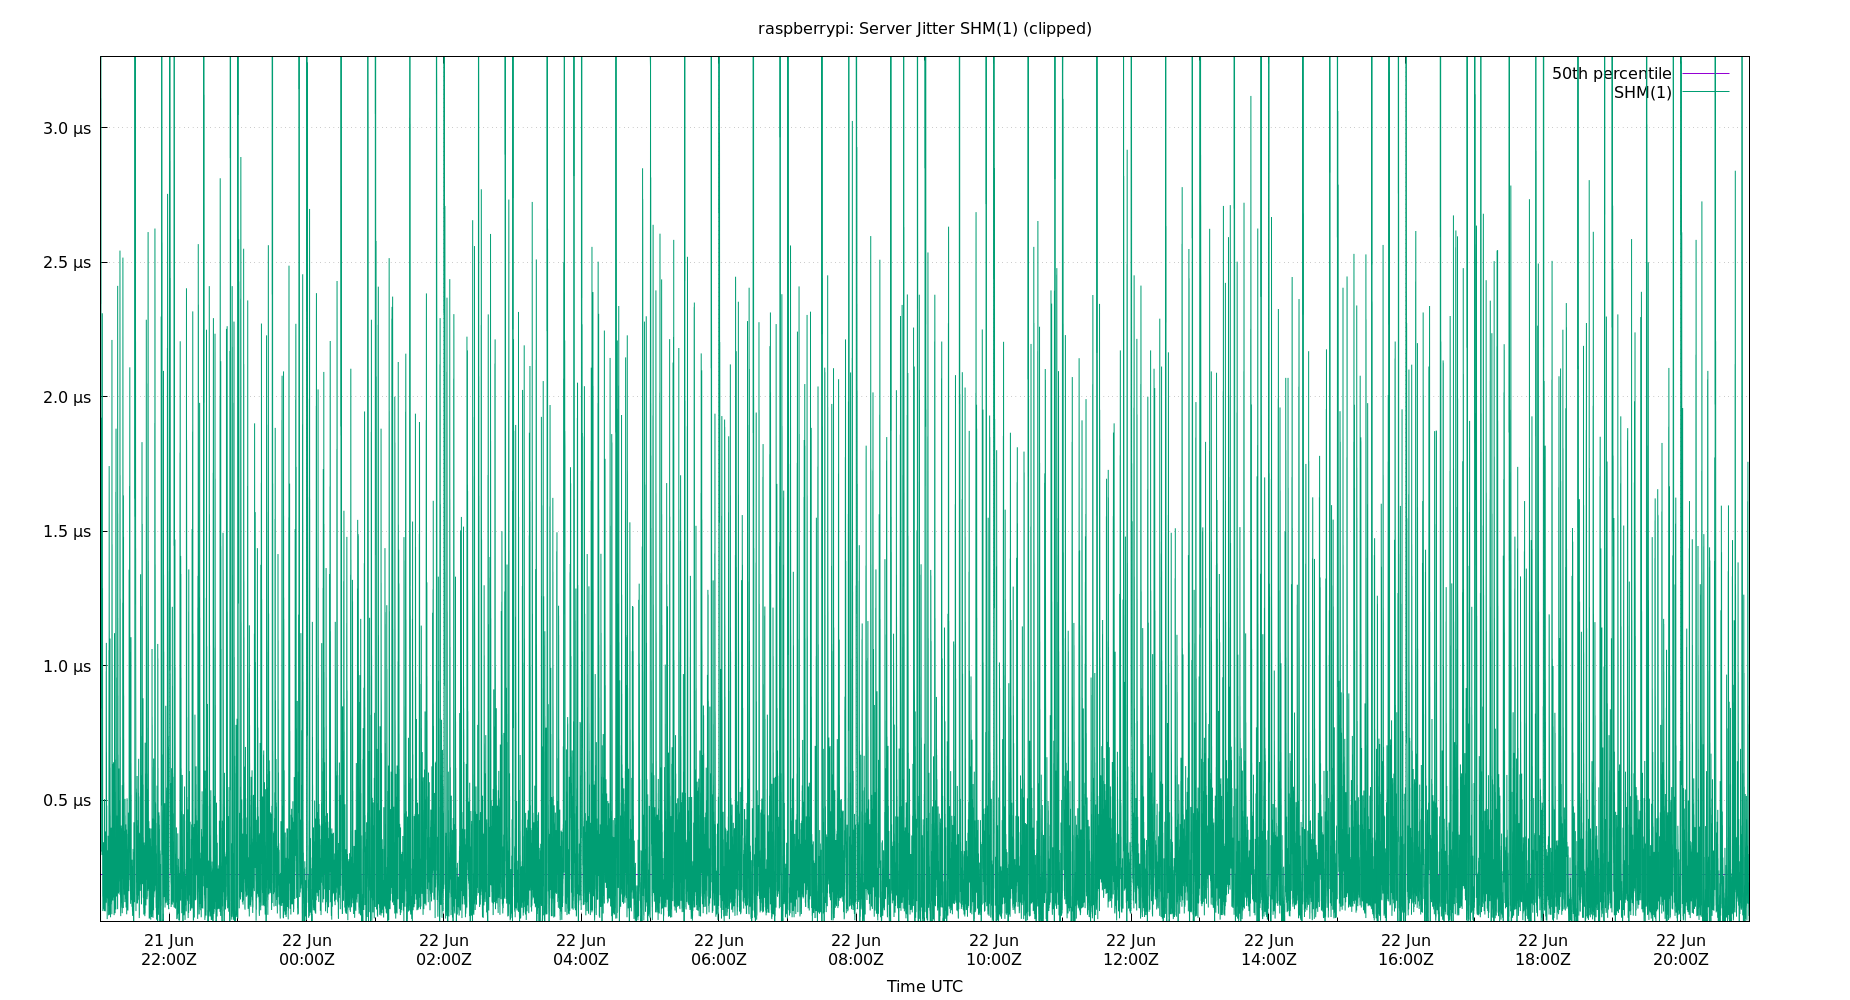 raspberrypi: Server Jitter SHM(1) (clipped)
50th percentile
SHM(1)
3.0 µs
2.5 µs
2.0 µs
1.5 µs
1.0 µs
0.5 µs
21 Jun 22 Jun 22 Jun 22 Jun 22 Jun 22 Jun 22 Jun 22 Jun 22 Jun 22 Jun 22 Jun 22 Jun
22:00Z 00:00Z 02:00Z 04:00Z 06:00Z 08:00Z 10:00Z 12:00Z 14:00Z 16:00Z 18:00Z 20:00Z
Time UTC